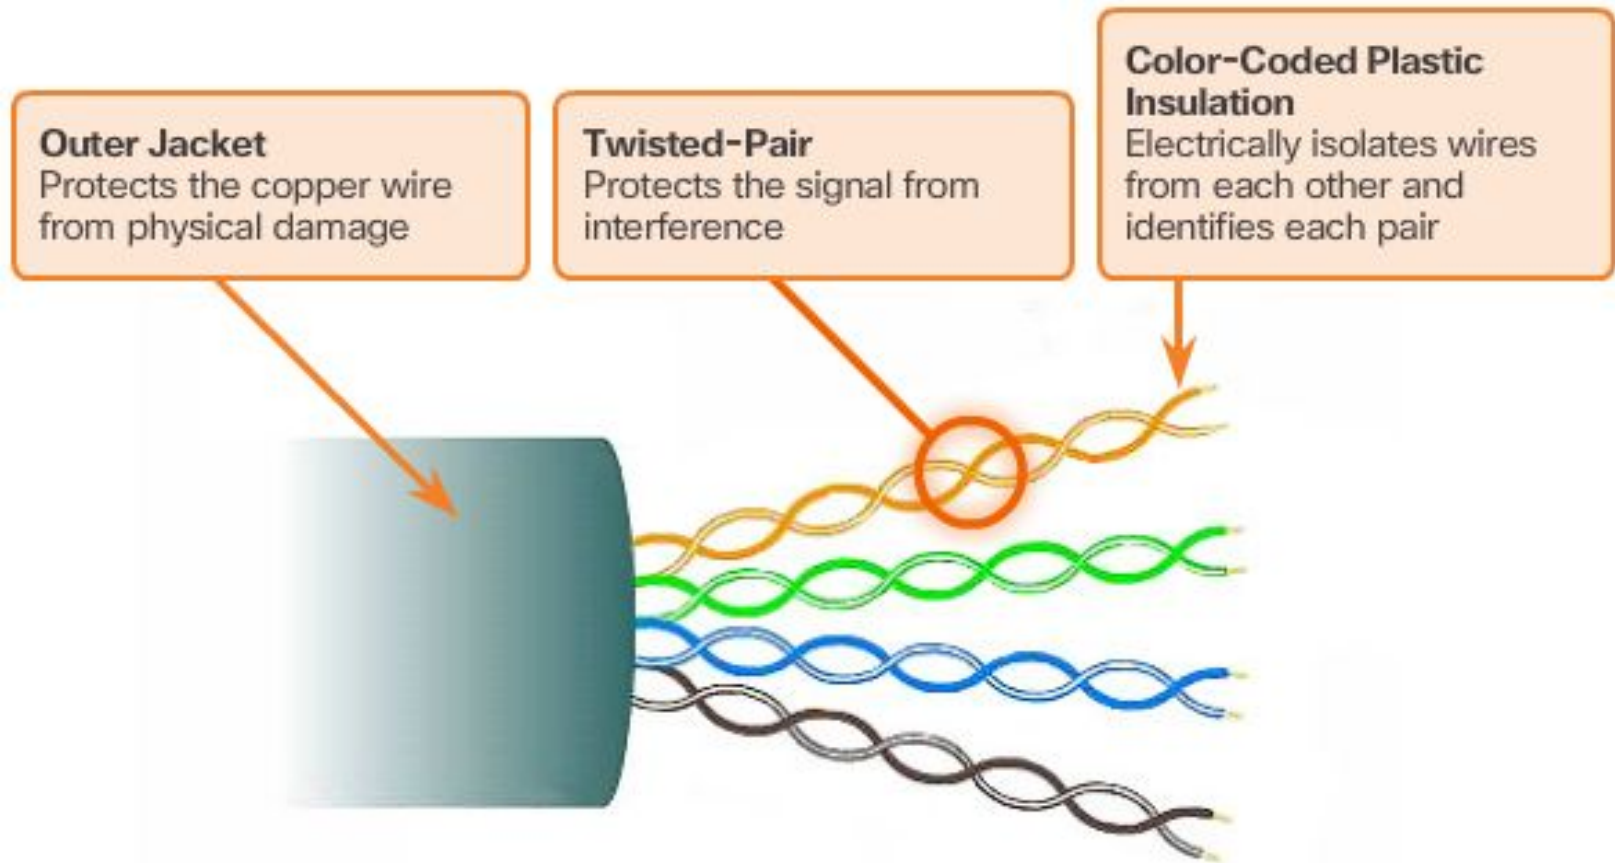 Outer Jacket
Protects the copper wire
from physical damage
Twisted-Pair
Protects the signal from
interference
Color-Coded Plastic
Insulation
Electrically isolates wires
from each other and
identifies each pair